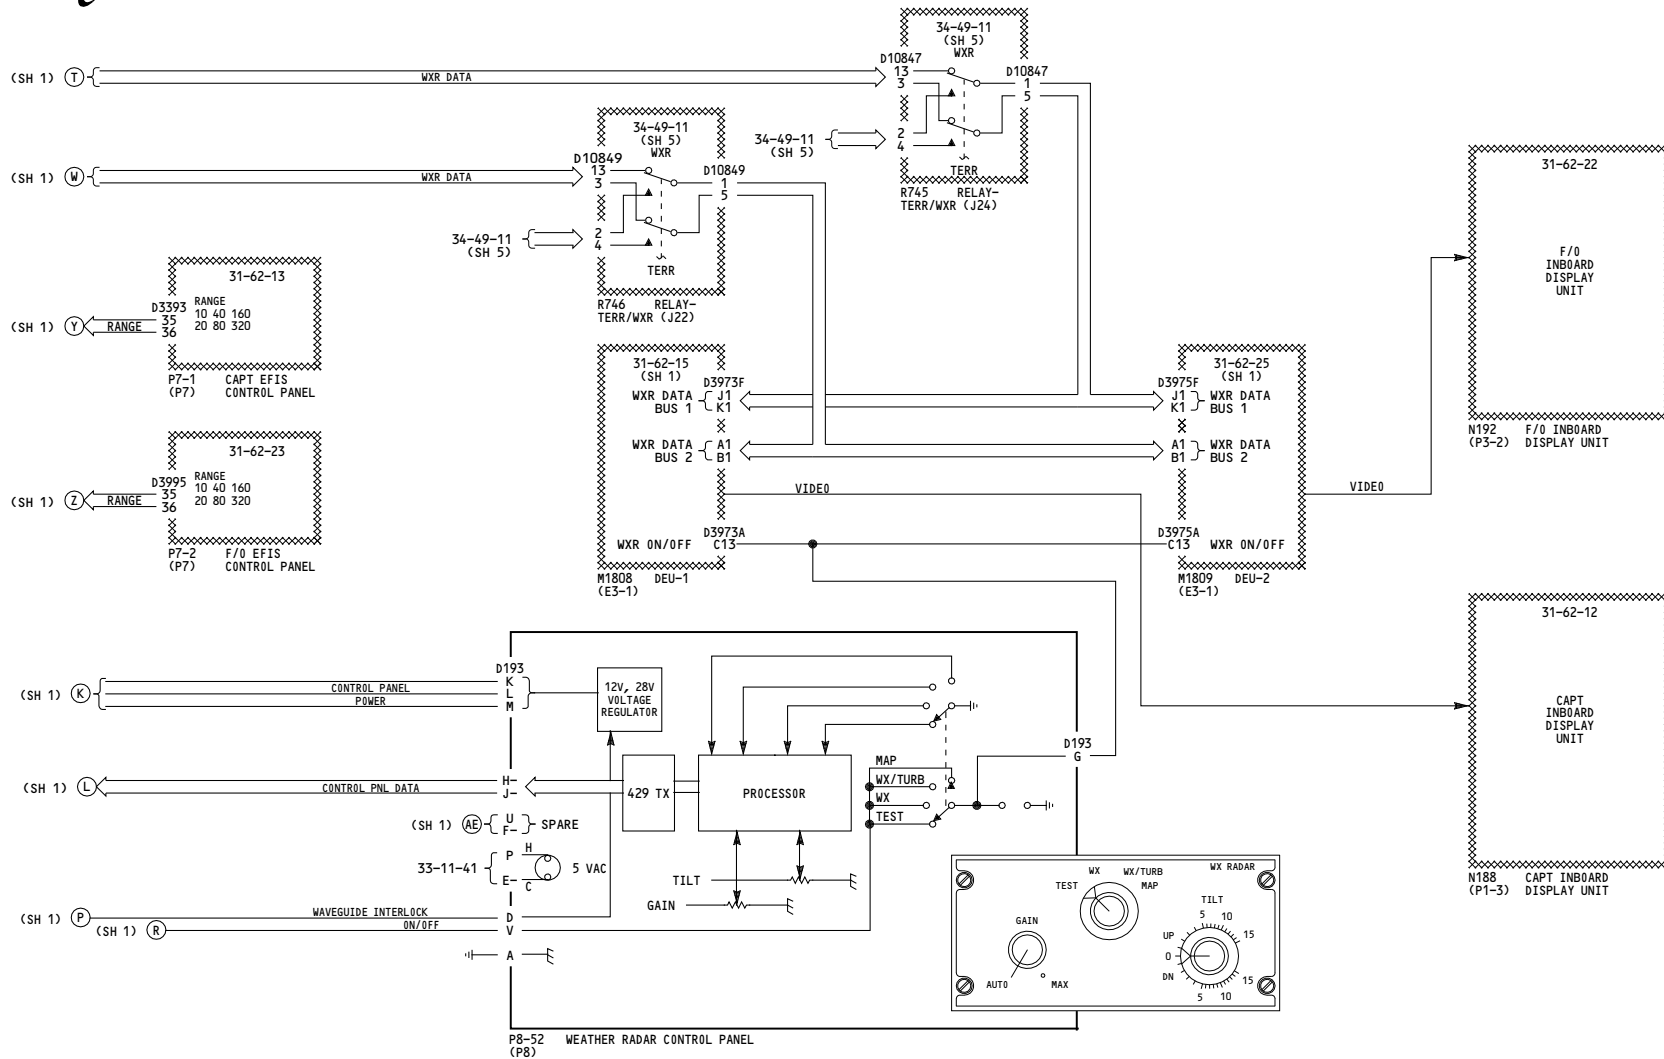 34-49-11
(SH 5)
WXR
D10847
13
3
D10847
1
5
(SH 1) T
WXR DATA
34-49-11
(SH 5)
2
4
TERR
R745 RELAY-
TERR/WXR (J24)
34-49-11
(SH 5)
WXR
D10849
13
3
D10849
1
5
(SH 1) W
WXR DATA
34-49-11
(SH 5)
2
4
TERR
R746 RELAY-
TERR/WXR (J22)
31-62-22
F/O
INBOARD
DISPLAY
UNIT
N192 F/O INBOARD
(P3-2) DISPLAY UNIT
31-62-13
D3393
RANGE
10 40 160
20 80 320
35
36
(SH 1) Y
RANGE
P7-1 CAPT EFIS
(P7) CONTROL PANEL
31-62-23
D3995
RANGE
10 40 160
20 80 320
35
36
(SH 1) Z
RANGE
P7-2 F/O EFIS
(P7) CONTROL PANEL
31-62-15
(SH 1)
D3973F
WXR DATA
BUS 1
J1
K1
WXR DATA
BUS 2
A1
B1
VIDEO
D3973A
WXR ON/OFF
C13
M1808 DEU-1
(E3-1)
31-62-25
(SH 1)
D3975F
J1
K1
WXR DATA
BUS 1
A1
B1
WXR DATA
BUS 2
VIDEO
D3975A
C13
WXR ON/OFF
M1809 DEU-2
(E3-1)
31-62-12
CAPT
INBOARD
DISPLAY
UNIT
N188 CAPT INBOARD
(P1-3) DISPLAY UNIT
D193
(SH 1) K
CONTROL PANEL
POWER
K
L
M
12V, 28V
VOLTAGE
REGULATOR
D193
G
(SH 1) L
CONTROL PNL DATA
H-
J-
429 TX
PROCESSOR
MAP
WX/TURB
WX
TEST
(SH 1) AE
U
F-
SPARE
33-11-41
P
E-
H
C
5 VAC
TILT
GAIN
(SH 1) P
WAVEGUIDE INTERLOCK
D
(SH 1) R
ON/OFF
V
A
P8-52 WEATHER RADAR CONTROL PANEL
(P8)
WX RADAR
TEST
WX
WX/TURB
MAP
GAIN
AUTO
MAX
TILT
UP
0
DN
5
10
15
15
10
5